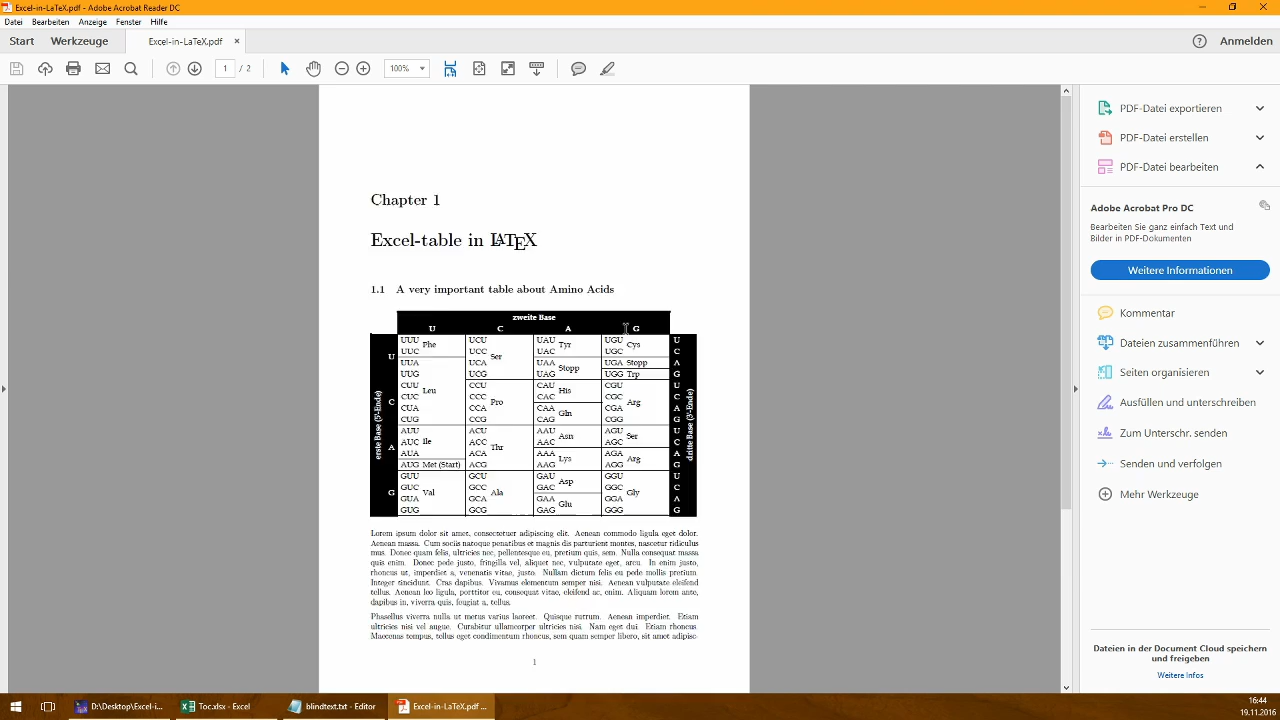 Excel-in-LaTeX.pdf - Adobe Acrobat Reader DC
Datei Bearbeiten Anzeige Fenster Hilfe
Start Werkzeuge Excel-in-LaTeX.pdf × Anmelden
1 / 2 100%
Chapter 1
Excel-table in LATEX
1.1 A very important table about Amino Acids
zweite Base
U C A G
erste Base (5'-Ende)
dritte Base (3'-Ende)
U UUU Phe UCU Ser UAU Tyr UGU Cys U
UUC UCC UAC UGC C
UUA UCA UAA Stopp UGA Stopp A
UUG UCG UAG UGG Trp G
C CUU Leu CCU Pro CAU His CGU Arg U
CUC CCC CAC CGC C
CUA CCA CAA Gln CGA A
CUG CCG CAG CGG G
A AUU Ile ACU Thr AAU Asn AGU Ser U
AUC ACC AAC AGC C
AUA ACA AAA Lys AGA Arg A
AUG Met (Start) ACG AAG AGG G
G GUU Val GCU Ala GAU Asp GGU Gly U
GUC GCC GAC GGC C
GUA GCA GAA Glu GGA A
GUG GCG GAG GGG G
Lorem ipsum dolor sit amet, consectetuer adipiscing elit. Aenean commodo ligula eget dolor.
Aenean massa. Cum sociis natoque penatibus et magnis dis parturient montes, nascetur ridiculus
mus. Donec quam felis, ultricies nec, pellentesque eu, pretium quis, sem. Nulla consequat massa
quis enim. Donec pede justo, fringilla vel, aliquet nec, vulputate eget, arcu. In enim justo,
rhoncus ut, imperdiet a, venenatis vitae, justo. Nullam dictum felis eu pede mollis pretium.
Integer tincidunt. Cras dapibus. Vivamus elementum semper nisi. Aenean vulputate eleifend
tellus. Aenean leo ligula, porttitor eu, consequat vitae, eleifend ac, enim. Aliquam lorem ante,
dapibus in, viverra quis, feugiat a, tellus.
Phasellus viverra nulla ut metus varius laoreet. Quisque rutrum. Aenean imperdiet. Etiam
ultricies nisi vel augue. Curabitur ullamcorper ultricies nisi. Nam eget dui. Etiam rhoncus.
Maecenas tempus, tellus eget condimentum rhoncus, sem quam semper libero, sit amet adipisc-
1
PDF-Datei exportieren
PDF-Datei erstellen
PDF-Datei bearbeiten
Adobe Acrobat Pro DC
Bearbeiten Sie ganz einfach Text und
Bilder in PDF-Dokumenten
Weitere Informationen
Kommentar
Dateien zusammenführen
Seiten organisieren
Ausfüllen und unterschreiben
Zum Unterschr. senden
Senden und verfolgen
Mehr Werkzeuge
Dateien in der Document Cloud speichern
und freigeben
Weitere Infos
D:\Desktop\Excel-i... Toc.xlsx - Excel blindtext.txt - Editor Excel-in-LaTeX.pdf ...
16:44
19.11.2016